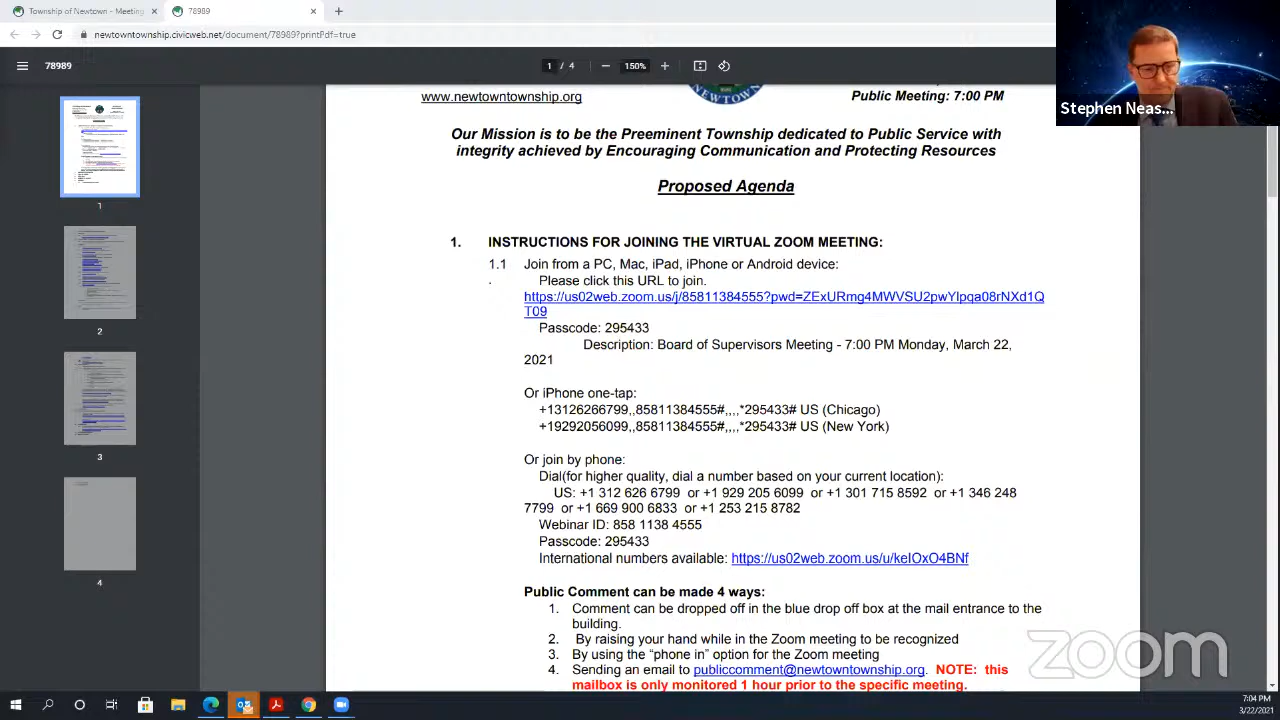 Township of Newtown - Meeting
78989
newtowntownship.civicweb.net/document/78989?printPdf=true
78989
1 / 4
150%
Stephen Neas...
www.newtowntownship.org
NEWTOWN
Public Meeting: 7:00 PM
Our Mission is to be the Preeminent Township dedicated to Public Service with
integrity achieved by Encouraging Communication and Protecting Resources
Proposed Agenda
1. INSTRUCTIONS FOR JOINING THE VIRTUAL ZOOM MEETING:
1.1 Join from a PC, Mac, iPad, iPhone or Android device:
. Please click this URL to join.
https://us02web.zoom.us/j/85811384555?pwd=ZExURmg4MWVSU2pwYlpqa08rNXd1Q
T09
Passcode: 295433
Description: Board of Supervisors Meeting - 7:00 PM Monday, March 22,
2021
Or iPhone one-tap:
+13126266799,,85811384555#,,,,*295433# US (Chicago)
+19292056099,,85811384555#,,,,*295433# US (New York)
Or join by phone:
Dial(for higher quality, dial a number based on your current location):
US: +1 312 626 6799 or +1 929 205 6099 or +1 301 715 8592 or +1 346 248
7799 or +1 669 900 6833 or +1 253 215 8782
Webinar ID: 858 1138 4555
Passcode: 295433
International numbers available: https://us02web.zoom.us/u/keIOxO4BNf
Public Comment can be made 4 ways:
1. Comment can be dropped off in the blue drop off box at the mail entrance to the
building.
2. By raising your hand while in the Zoom meeting to be recognized
3. By using the “phone in” option for the Zoom meeting
4. Sending an email to publiccomment@newtowntownship.org. NOTE: this
mailbox is only monitored 1 hour prior to the specific meeting.
1
2
3
4
zoom
7:04 PM
3/22/2021